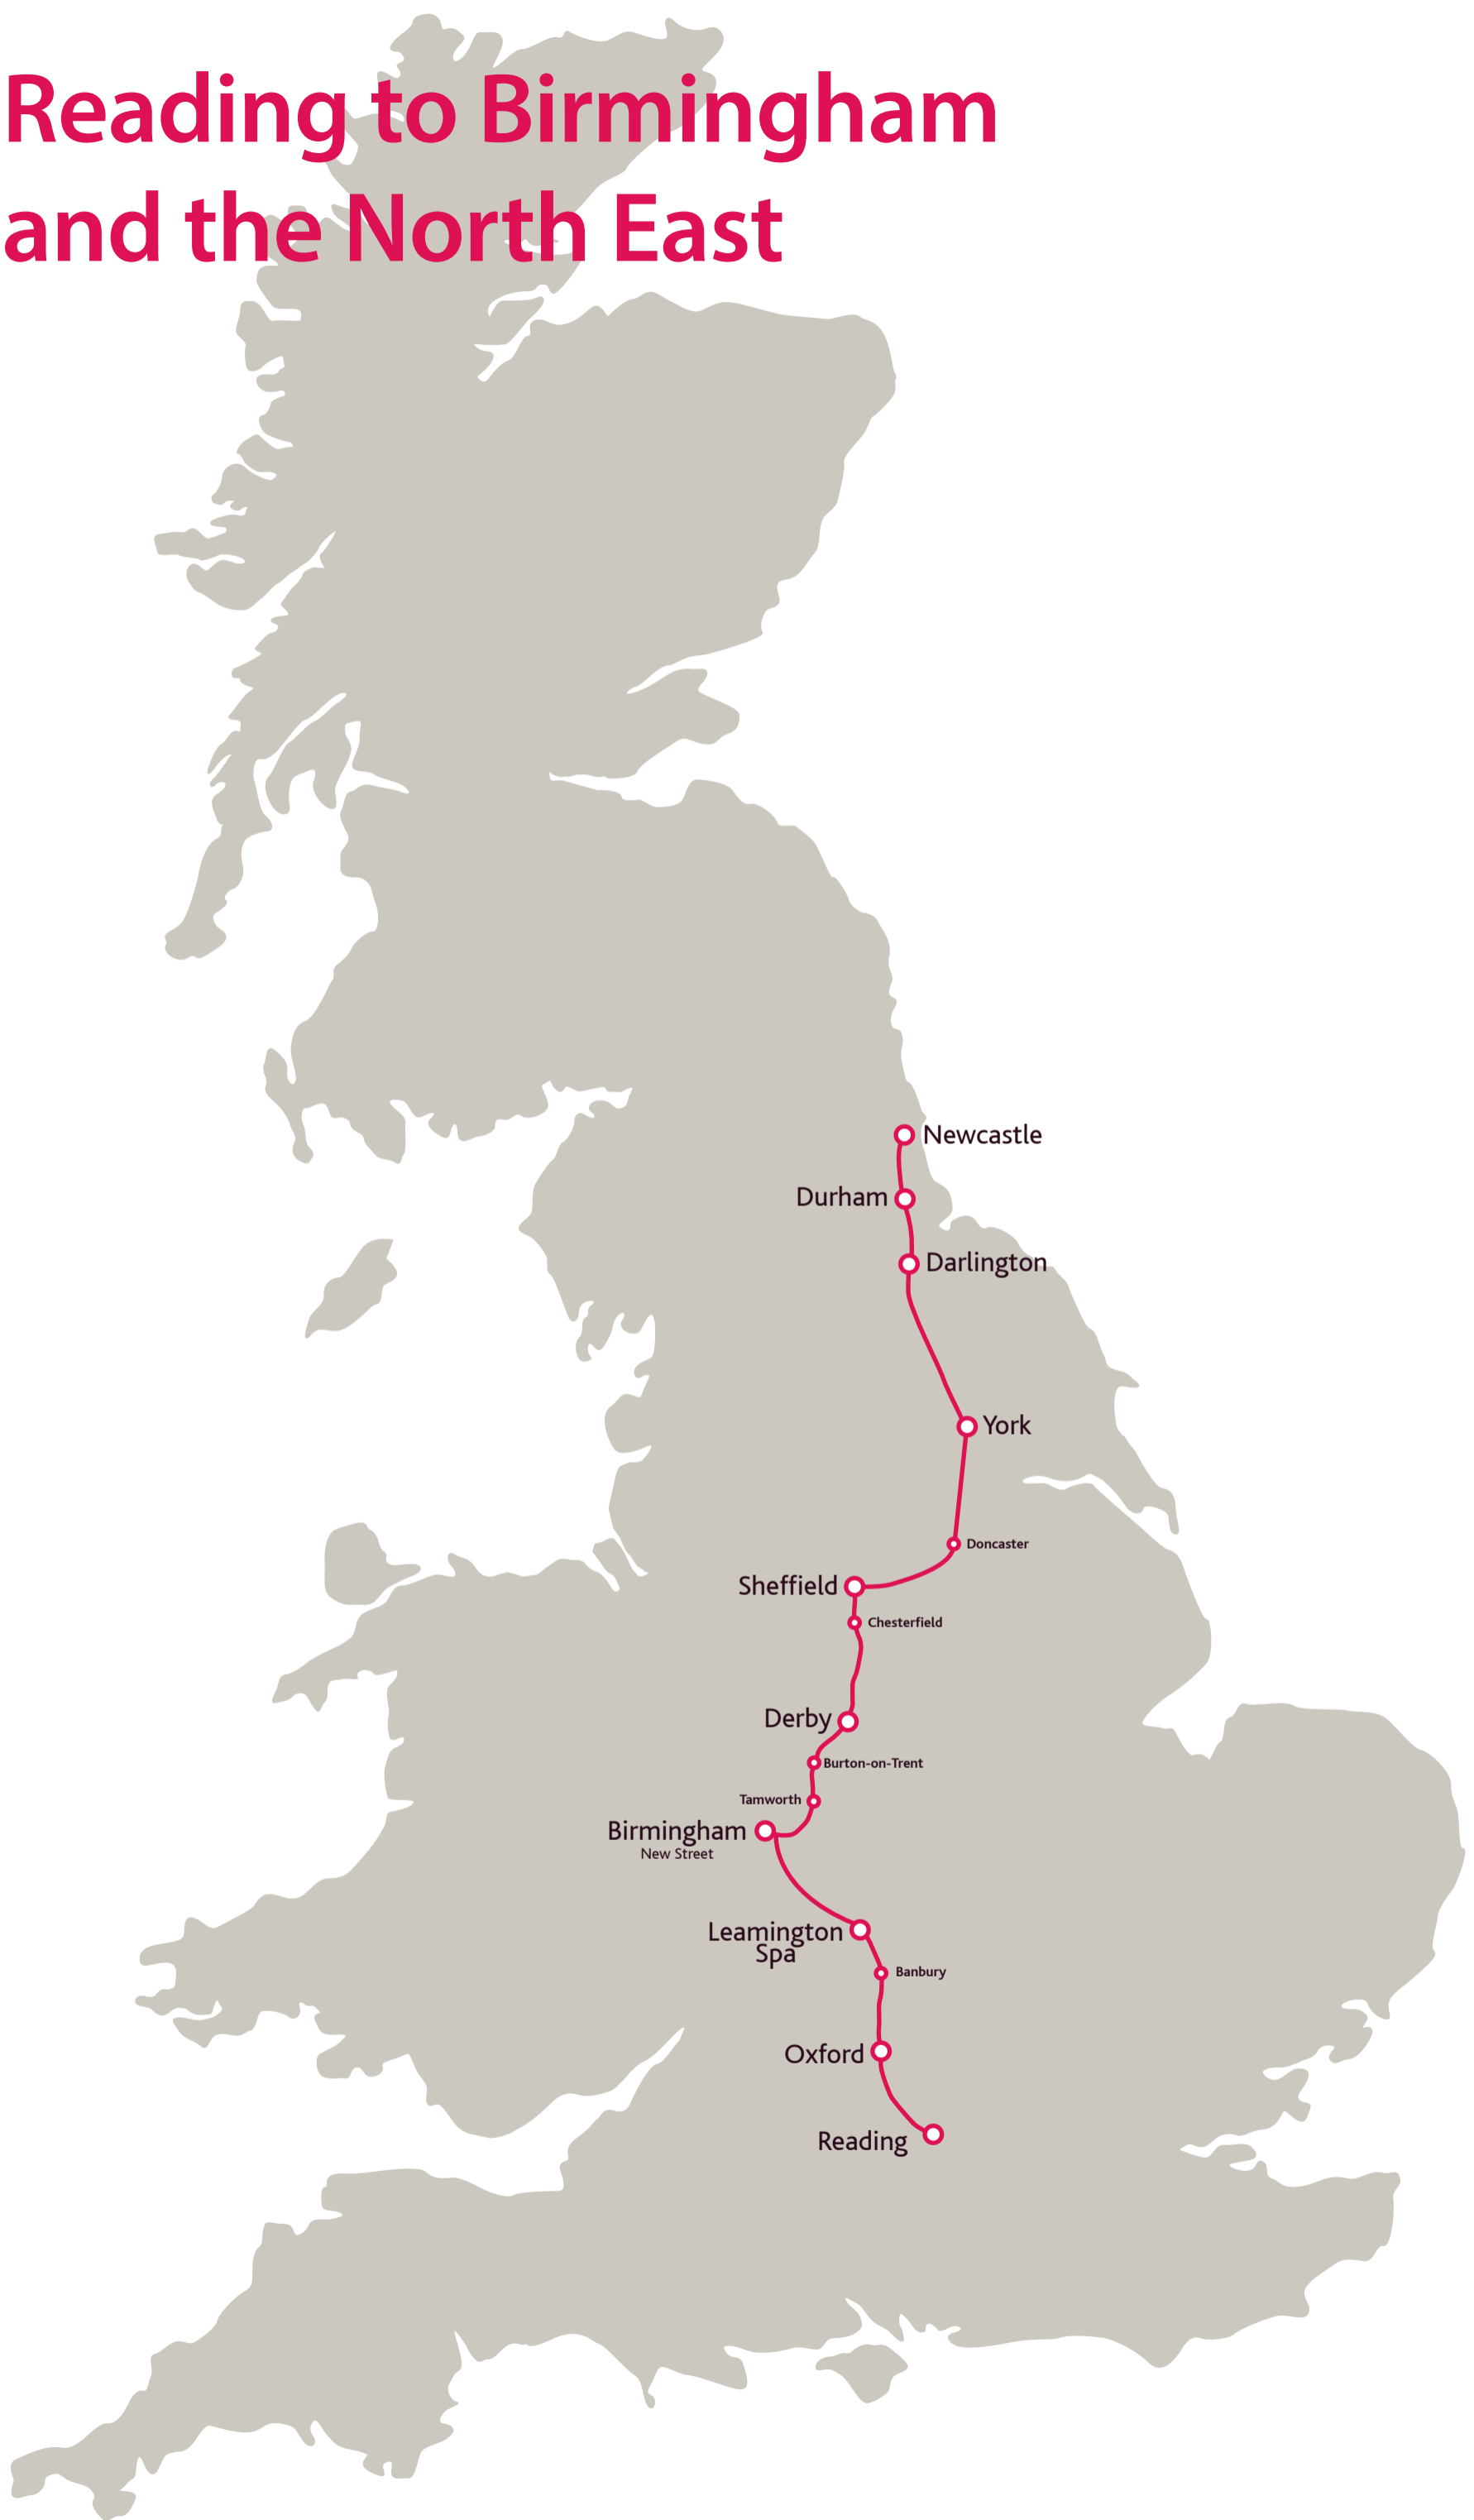 Reading to Birmingham
and the North East
Newcastle
Durham
Darlington
York
Doncaster
Sheffield
Chesterfield
Derby
Burton-on-Trent
Tamworth
Birmingham
New Street
Leamington
Spa
Banbury
Oxford
Reading